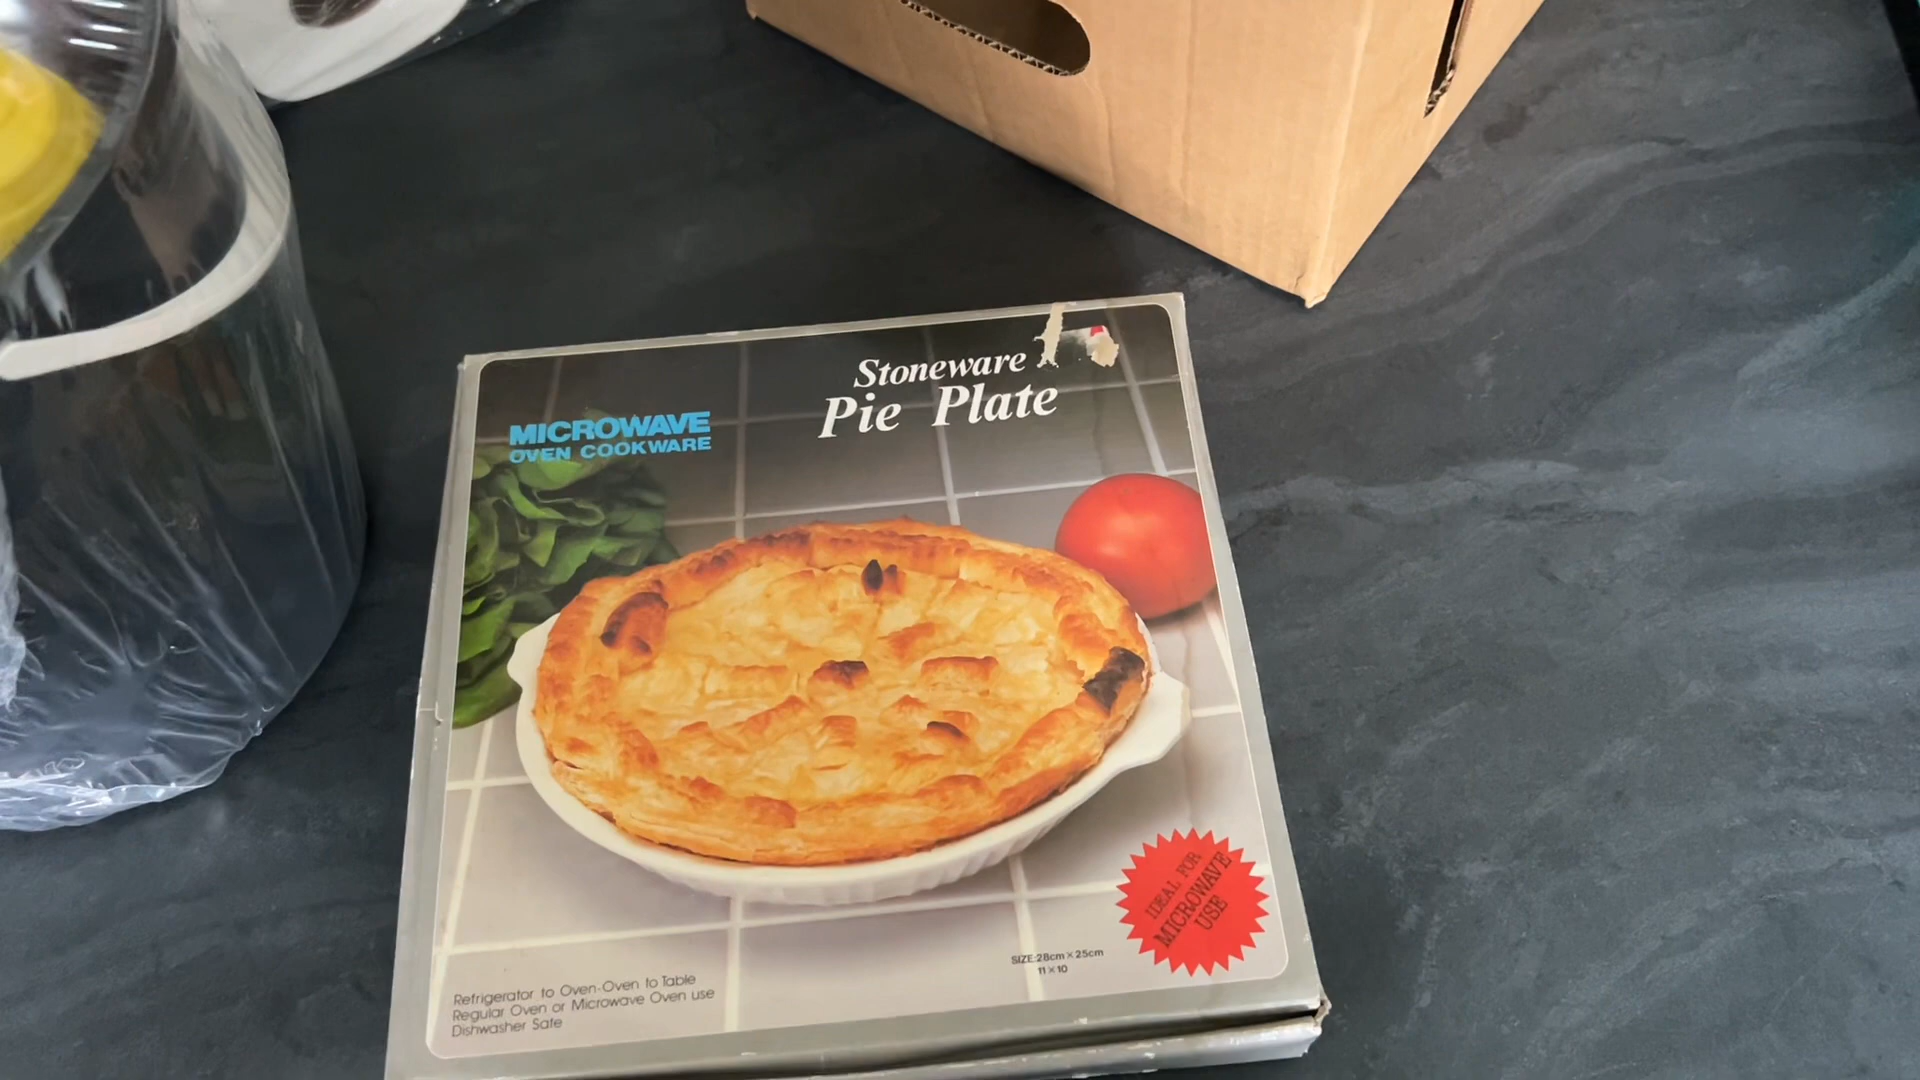 Stoneware
Pie Plate
MICROWAVE
OVEN COOKWARE
IDEAL FOR
MICROWAVE
USE
SIZE:28cm×25cm
11×10
Refrigerator to Oven-Oven to Table
Regular Oven or Microwave Oven use
Dishwasher Safe